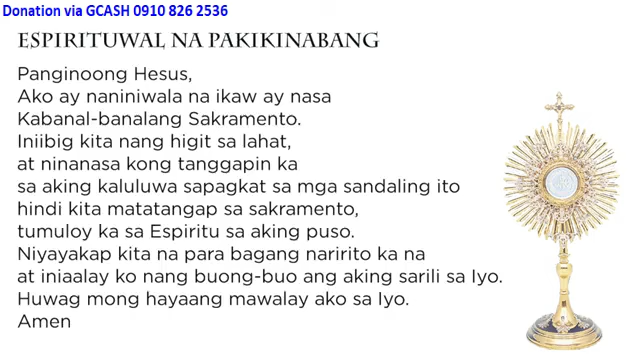 Donation via GCASH 0910 826 2536
ESPIRITUWAL NA PAKIKINABANG
Panginoong Hesus,
Ako ay naniniwala na ikaw ay nasa
Kabanal-banalang Sakramento.
Iniibig kita nang higit sa lahat,
at ninanasa kong tanggapin ka
sa aking kaluluwa sapagkat sa mga sandaling ito
hindi kita matatangap sa sakramento,
tumuloy ka sa Espiritu sa aking puso.
Niyayakap kita na para bagang naririto ka na
at iniaalay ko nang buong-buo ang aking sarili sa Iyo.
Huwag mong hayaang mawalay ako sa Iyo.
Amen